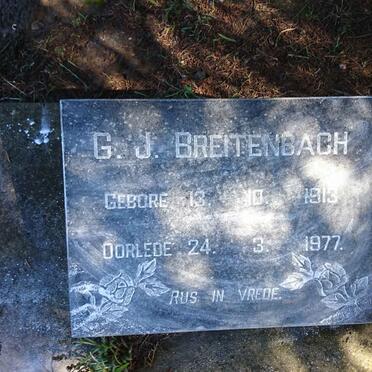 G. J. BREITENBACH
GEBORE 13. 10. 1913
OORLEDE 24. 3. 1977.
RUS IN VREDE.